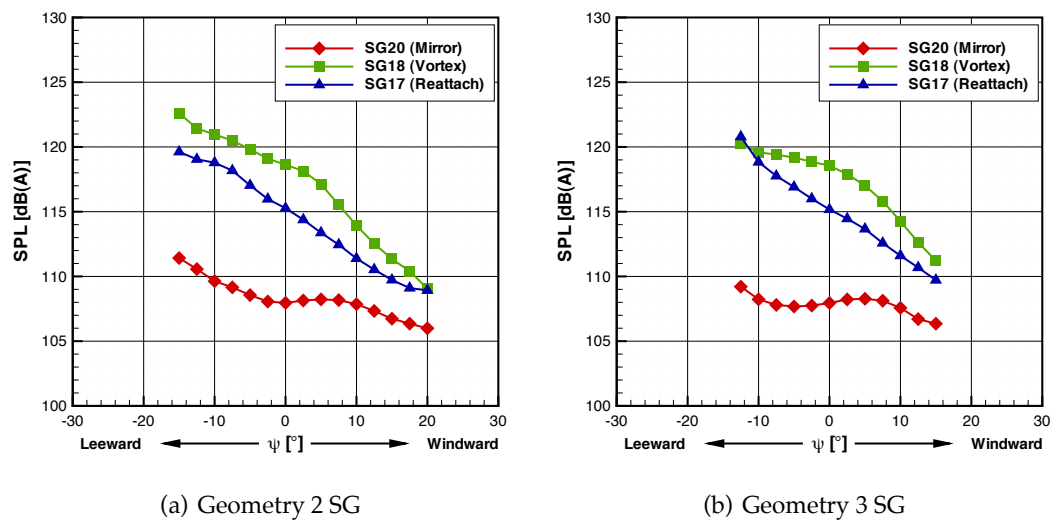 130
125
120
115
110
105
100
SPL [dB(A)]
SG20 (Mirror)
SG18 (Vortex)
SG17 (Reattach)
-30 -20 -10 0 10 20 30
Leeward ψ [°] Windward
(a) Geometry 2 SG
130
125
120
115
110
105
100
SPL [dB(A)]
SG20 (Mirror)
SG18 (Vortex)
SG17 (Reattach)
-30 -20 -10 0 10 20 30
Leeward ψ [°] Windward
(b) Geometry 3 SG